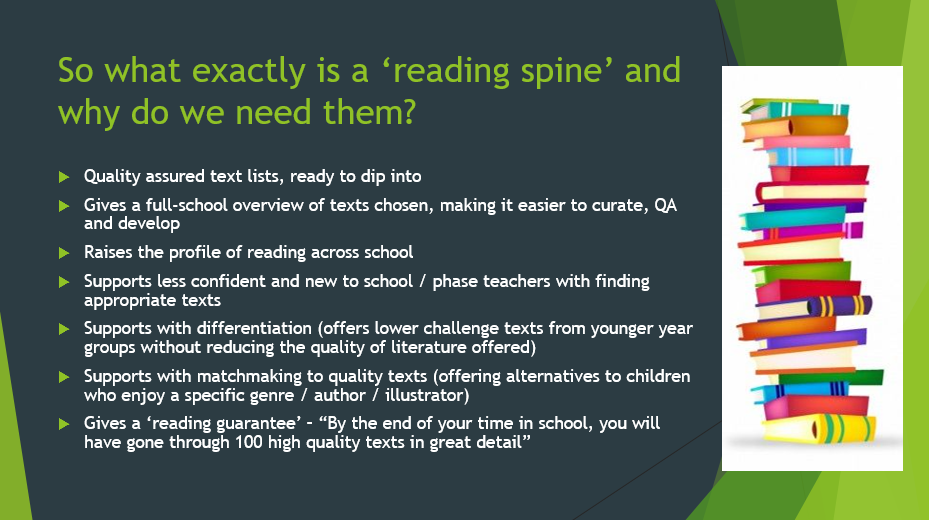 So what exactly is a ‘reading spine’ and
why do we need them?
Quality assured text lists, ready to dip into
Gives a full-school overview of texts chosen, making it easier to curate, QA
and develop
Raises the profile of reading across school
Supports less confident and new to school / phase teachers with finding
appropriate texts
Supports with differentiation (offers lower challenge texts from younger year
groups without reducing the quality of literature offered)
Supports with matchmaking to quality texts (offering alternatives to children
who enjoy a specific genre / author / illustrator)
Gives a ‘reading guarantee’ – “By the end of your time in school, you will
have gone through 100 high quality texts in great detail”